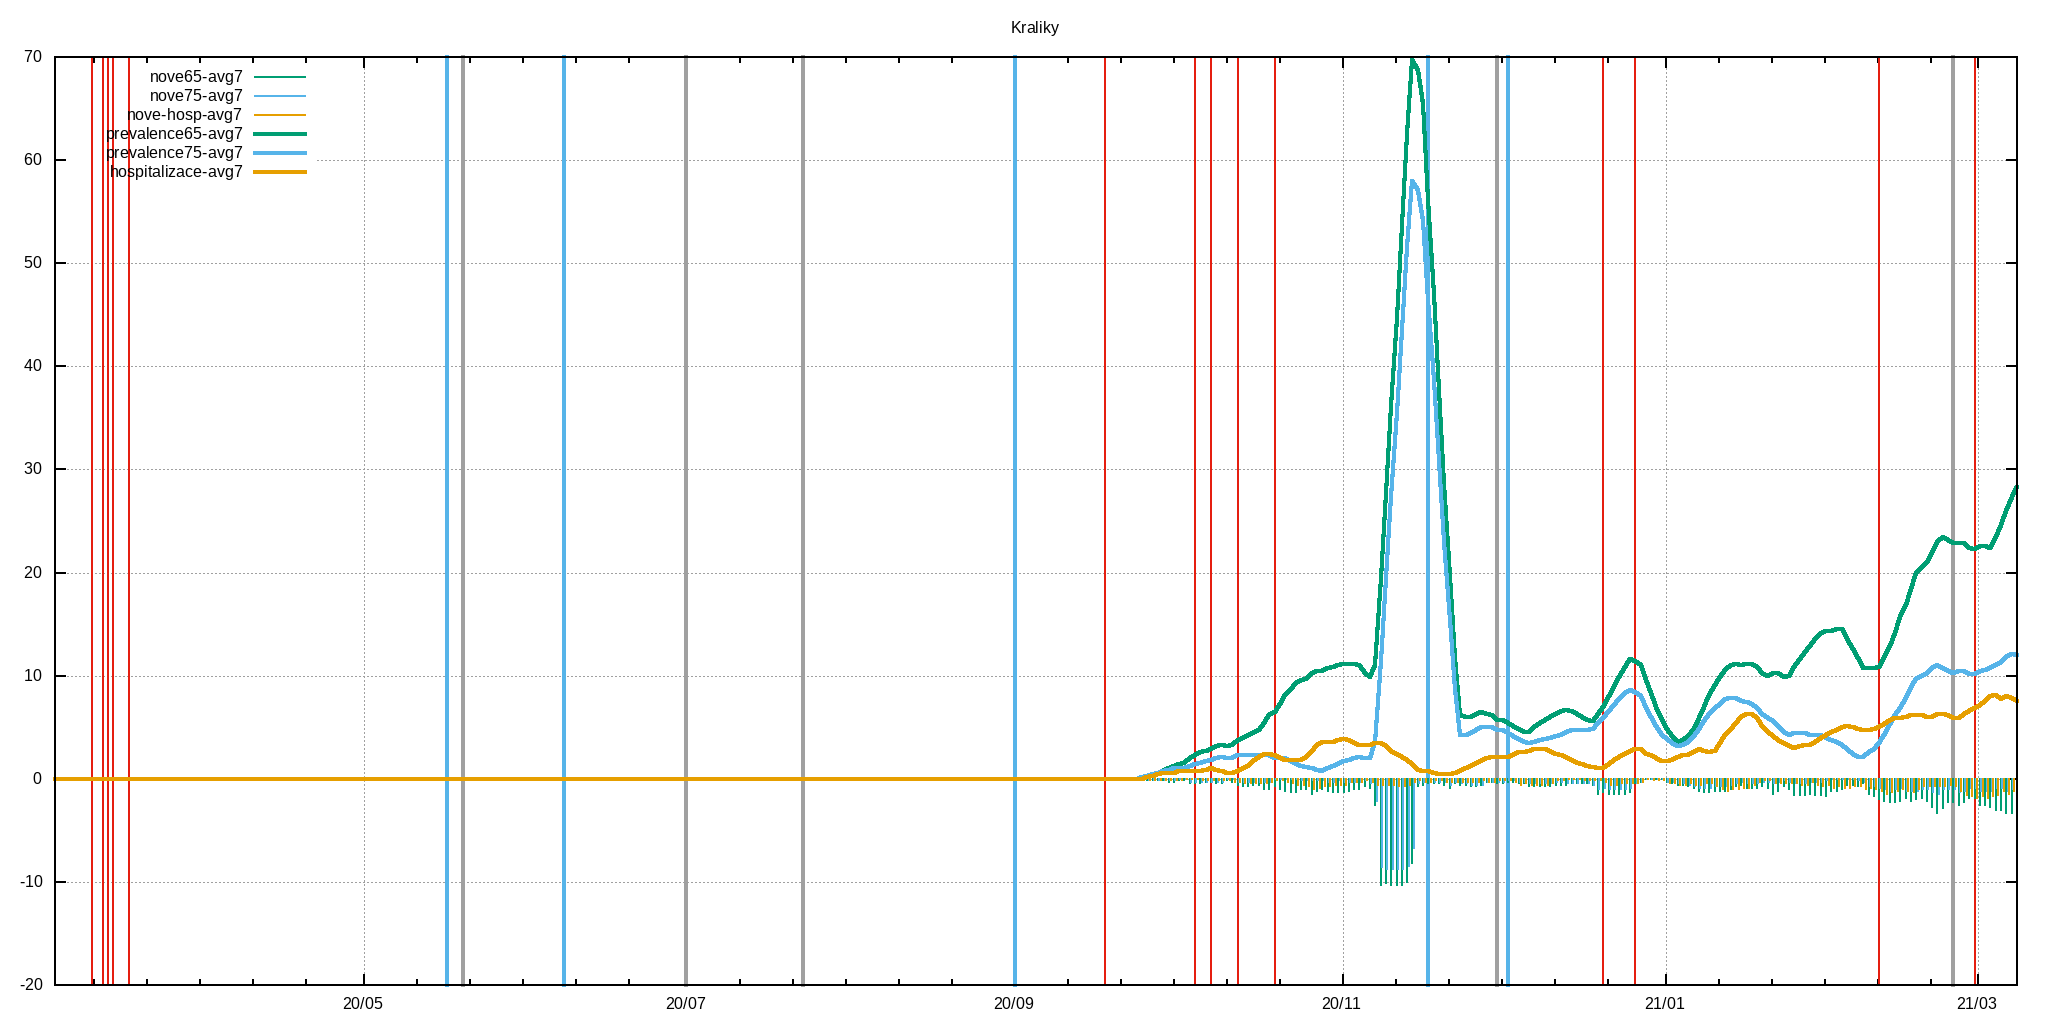 Kraliky
70
nove65-avg7
nove75-avg7
nove-hosp-avg7
prevalence65-avg7
60
prevalence75-avg7
hospitalizace-avg7
50
40
30
20
10
0
-10
-20
20/05 20/07 20/09 20/11 21/01 21/03